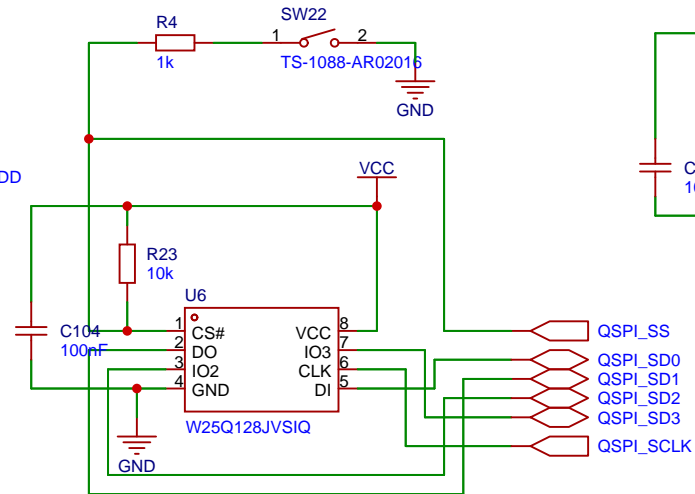 SW22
R4
1
2
1k
TS-1088-AR02016
GND
DD
VCC
C
R23
10k
U6
C104
100nF
1
CS#
VCC
8
2
DO
IO3
7
3
IO2
CLK
6
4
GND
DI
5
W25Q128JVSIQ
GND
QSPI_SS
QSPI_SD0
QSPI_SD1
QSPI_SD2
QSPI_SD3
QSPI_SCLK